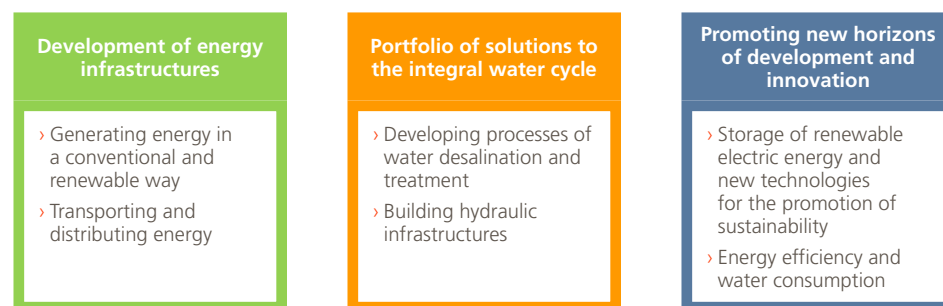 Development of energy
infrastructures
› Generating energy in
a conventional and
renewable way
› Transporting and
distributing energy
Portfolio of solutions to
the integral water cycle
› Developing processes of
water desalination and
treatment
› Building hydraulic
infrastructures
Promoting new horizons
of development and
innovation
› Storage of renewable
electric energy and
new technologies
for the promotion of
sustainability
› Energy efficiency and
water consumption